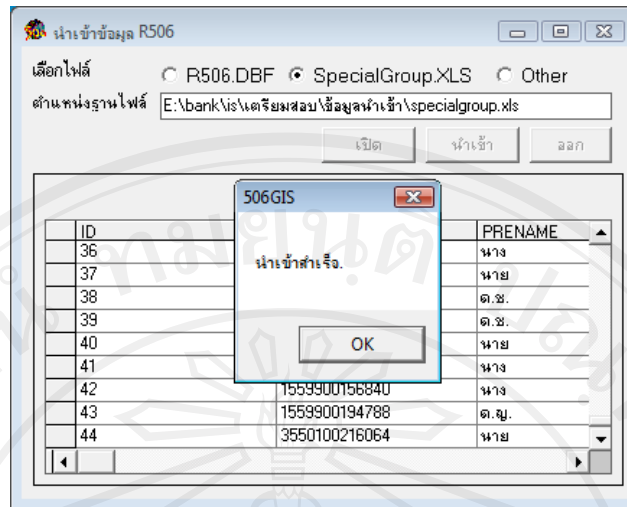 นำเข้าข้อมูล R506
เลือกไฟล์ R506.DBF SpecialGroup.XLS Other
ตำแหน่งฐานไฟล์ E:\bank\is\เตรียมสอบ\ข้อมูลนำเข้า\specialgroup.xls
เปิด นำเข้า ออก
506GIS
ID PRENAME
36 นาง
นำเข้าสำเร็จ.
37 นาย
38 ด.ช.
39 ด.ช.
40 นาย
OK
41 นาง
42 1559900156840 นาง
43 1559900194788 ด.ญ.
44 3550100216064 นาย